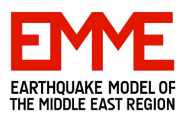 EMME
EARTHQUAKE MODEL OF
THE MIDDLE EAST REGION